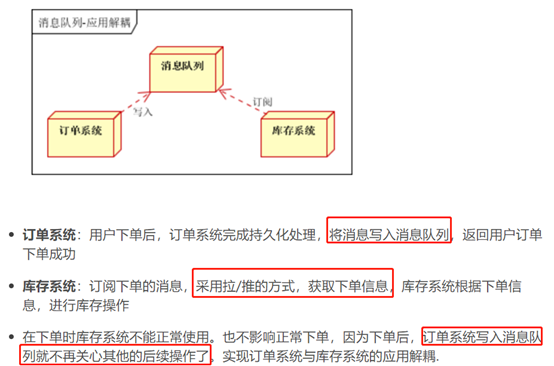 消息队列-应用解耦
消息队列
写入
订阅
订单系统
库存系统
订单系统：用户下单后，订单系统完成持久化处理，将消息写入消息队列，返回用户订单
下单成功
库存系统：订阅下单的消息，采用拉/推的方式，获取下单信息，库存系统根据下单信
息，进行库存操作
在下单时库存系统不能正常使用。也不影响正常下单，因为下单后，订单系统写入消息队
列就不再关心其他的后续操作了，实现订单系统与库存系统的应用解耦.